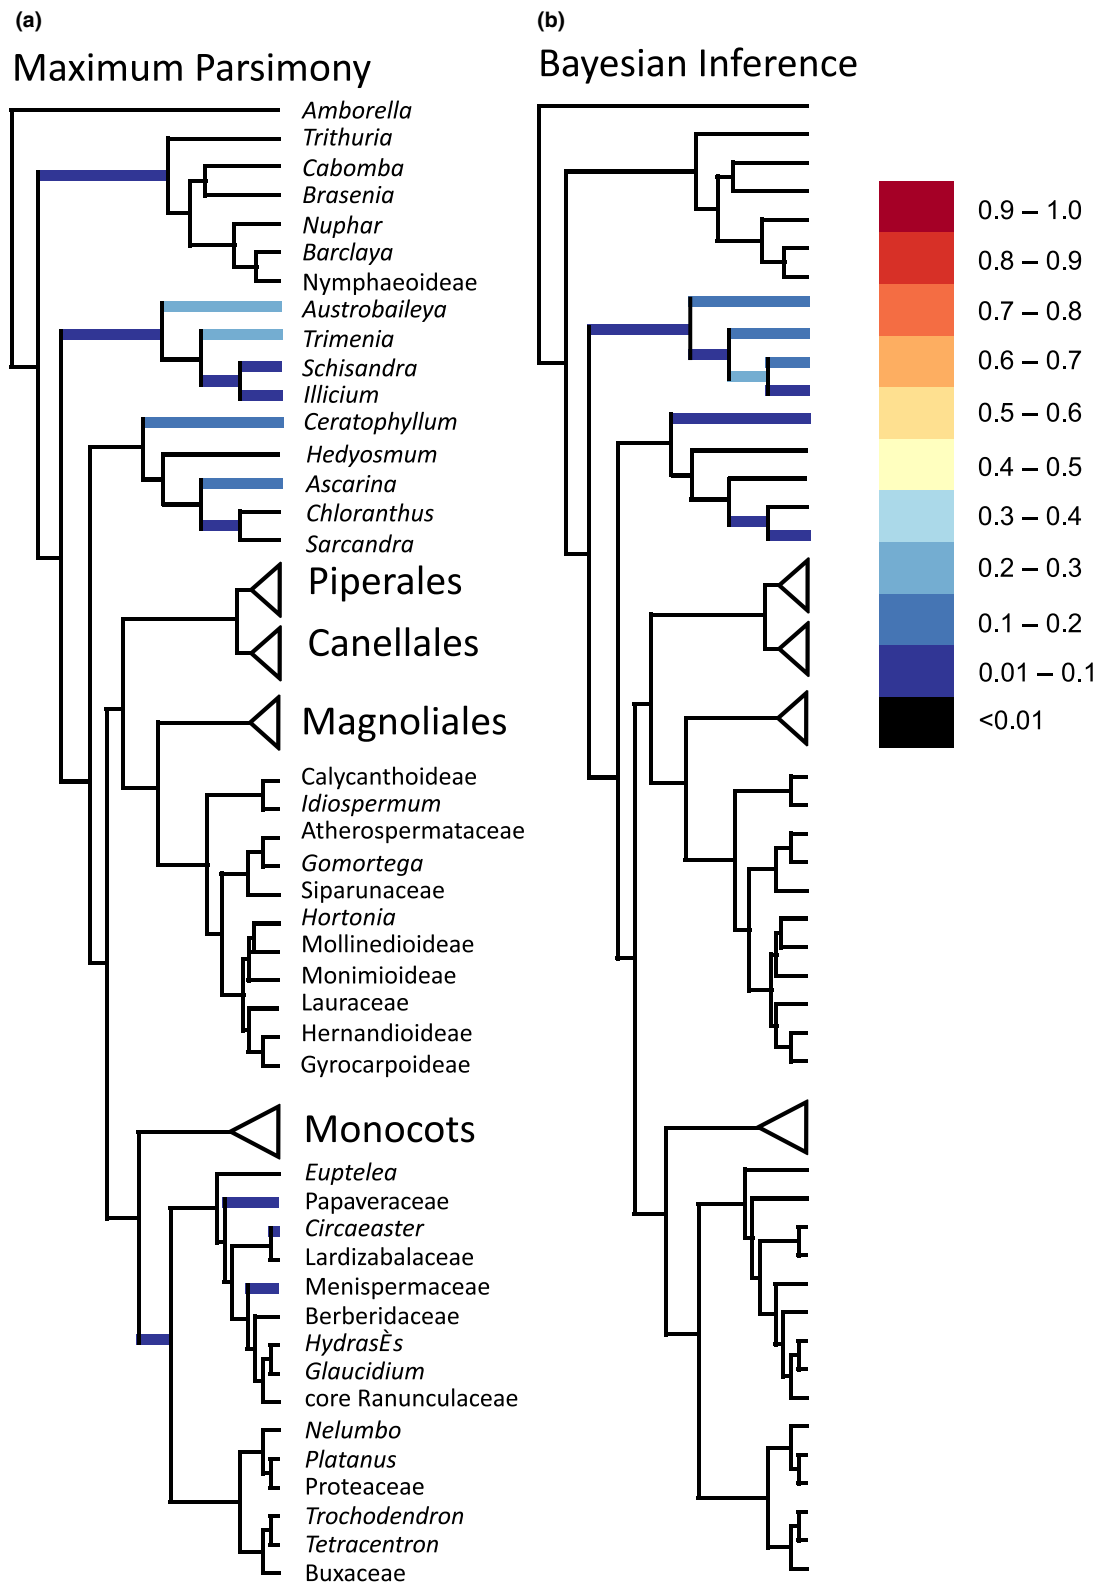 (a)
Maximum Parsimony
Amborella
Trithuria
Cabomba
Brasenia
Nuphar
Barclaya
Nymphaeoideae
Austrobaileya
Trimenia
Schisandra
Illicium
Ceratophyllum
Hedyosmum
Ascarina
Chloranthus
Sarcandra
Piperales
Canellales
Magnoliales
Calycanthoideae
Idiospermum
Atherospermataceae
Gomortega
Siparunaceae
Hortonia
Mollinedioideae
Monimioideae
Lauraceae
Hernandioideae
Gyrocarpoideae
Monocots
Euptelea
Papaveraceae
Circaeaster
Lardizabalaceae
Menispermaceae
Berberidaceae
HydrasÈs
Glaucidium
core Ranunculaceae
Nelumbo
Platanus
Proteaceae
Trochodendron
Tetracentron
Buxaceae
(b)
Bayesian Inference
0.9 – 1.0
0.8 – 0.9
0.7 – 0.8
0.6 – 0.7
0.5 – 0.6
0.4 – 0.5
0.3 – 0.4
0.2 – 0.3
0.1 – 0.2
0.01 – 0.1
<0.01